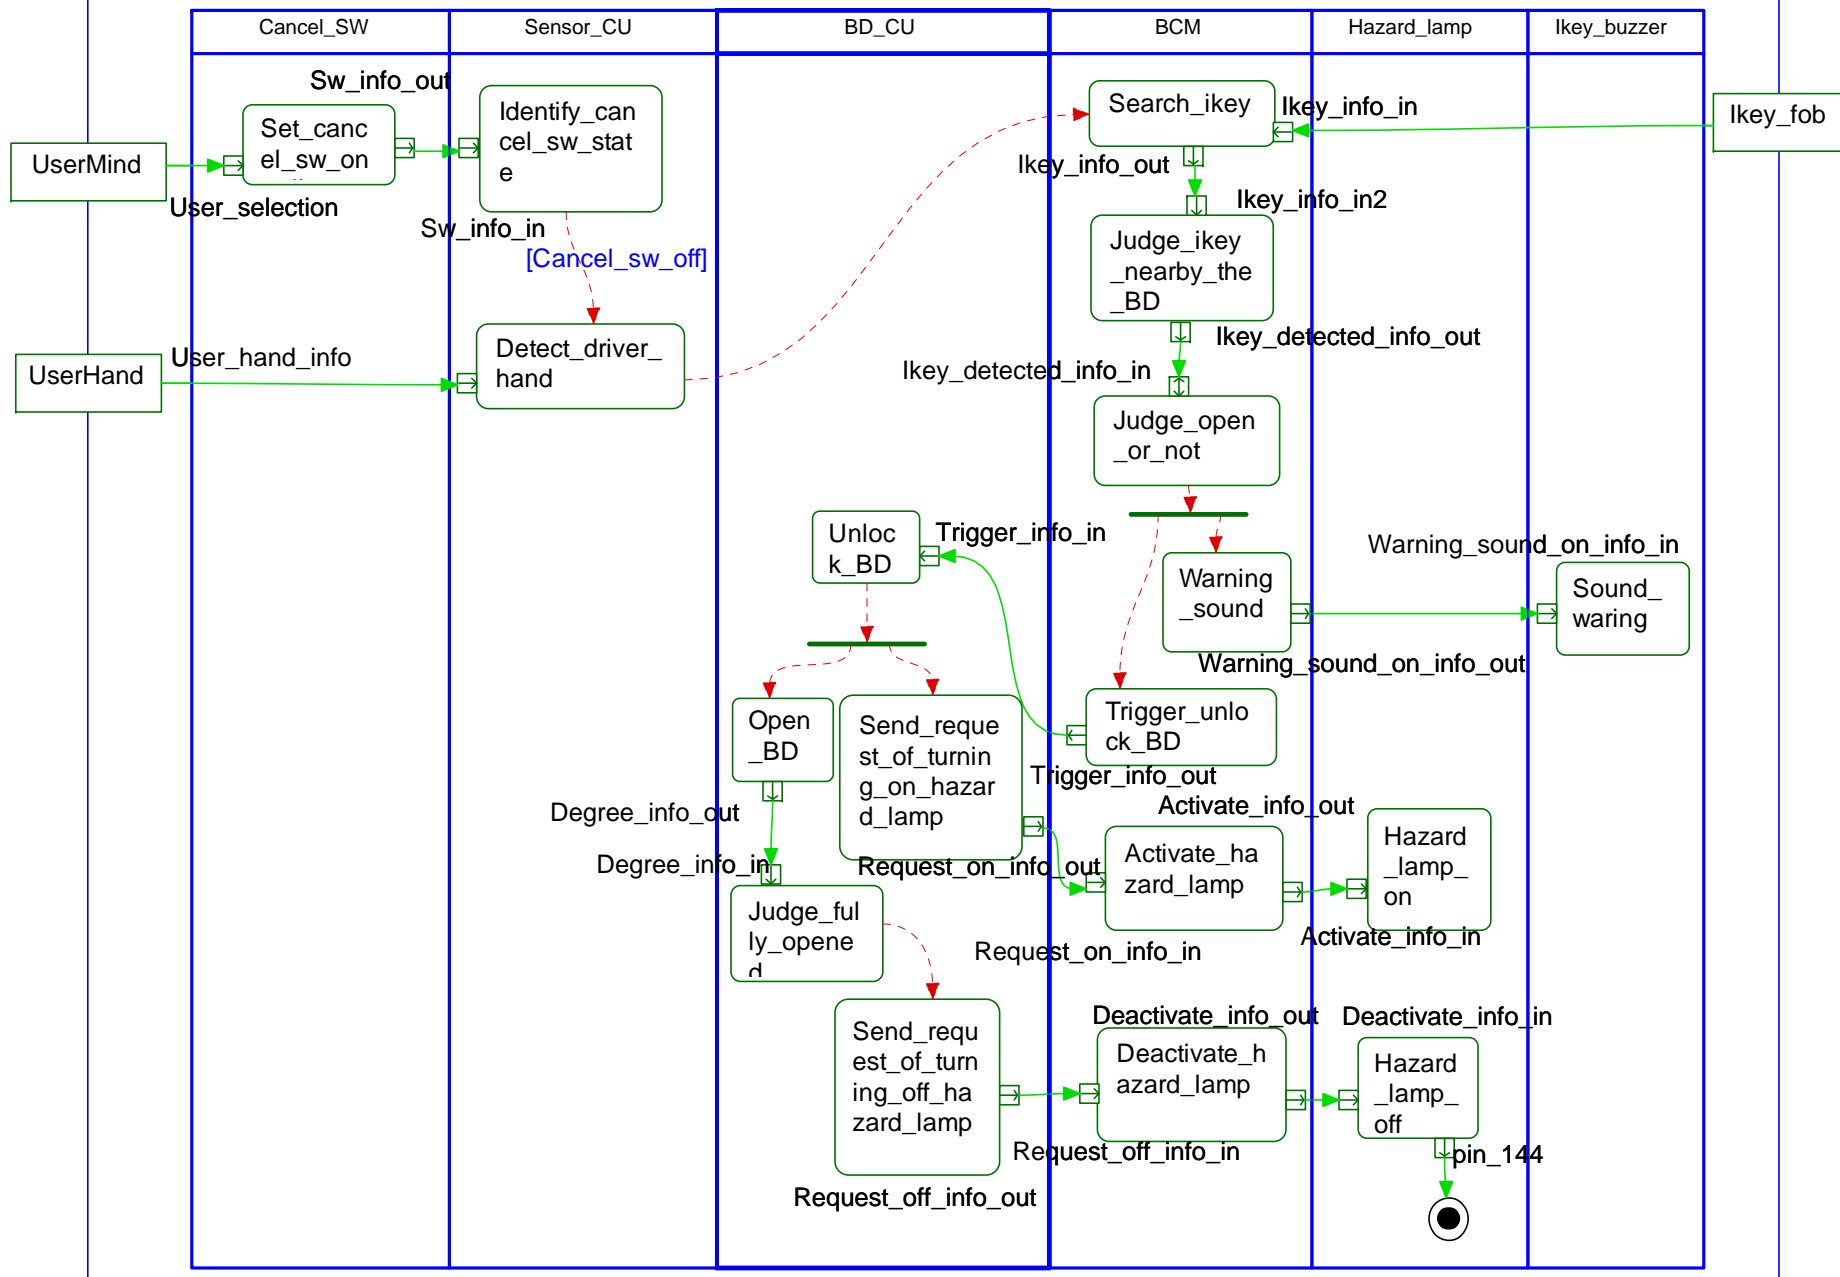 Cancel_SW
Sensor_CU
BD_CU
BCM
Hazard_lamp
Ikey_buzzer
Sw_info_out
Set_canc
el_sw_on
Identify_can
cel_sw_stat
e
Search_ikey
Ikey_info_in
Ikey_fob
UserMind
User_selection
Sw_info_in
[Cancel_sw_off]
Ikey_info_out
Ikey_info_in2
Judge_ikey
_nearby_the
_BD
Ikey_detected_info_out
UserHand
User_hand_info
Detect_driver_
hand
Ikey_detected_info_in
Judge_open
_or_not
Unloc
k_BD
Trigger_info_in
Warning
_sound
Warning_sound_on_info_in
Sound_
waring
Warning_sound_on_info_out
Open
_BD
Send_reque
st_of_turnin
g_on_hazar
d_lamp
Trigger_unlo
ck_BD
Trigger_info_out
Degree_info_out
Activate_info_out
Degree_info_in
Request_on_info_out
Activate_ha
zard_lamp
Hazard
_lamp_
on
Judge_ful
ly_opene
d
Request_on_info_in
Activate_info_in
Send_requ
est_of_turn
ing_off_ha
zard_lamp
Deactivate_info_out
Deactivate_info_in
Deactivate_h
azard_lamp
Hazard
_lamp_
off
Request_off_info_in
pin_144
Request_off_info_out